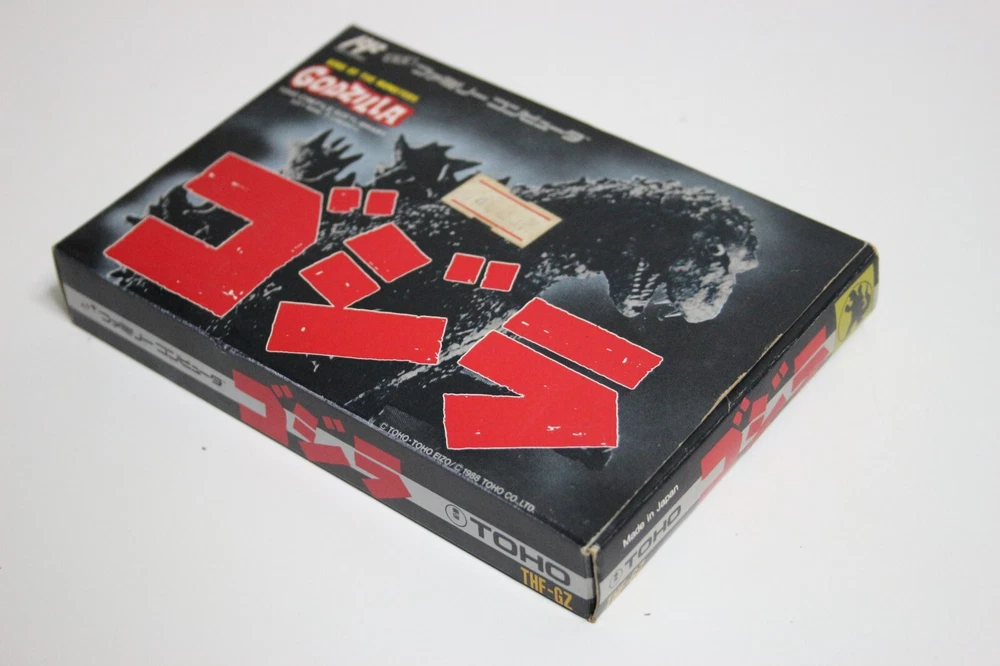 ファミリーコンピュータ
KING OF THE MONSTERS
GODZILLA
ゴジラ
C TOHO・TOHO EIZO/C 1988 TOHO CO., LTD.
ファミリーコンピュータ
ゴジラ
TOHO
THF-GZ
ゴジラ
Made in Japan
TOHO